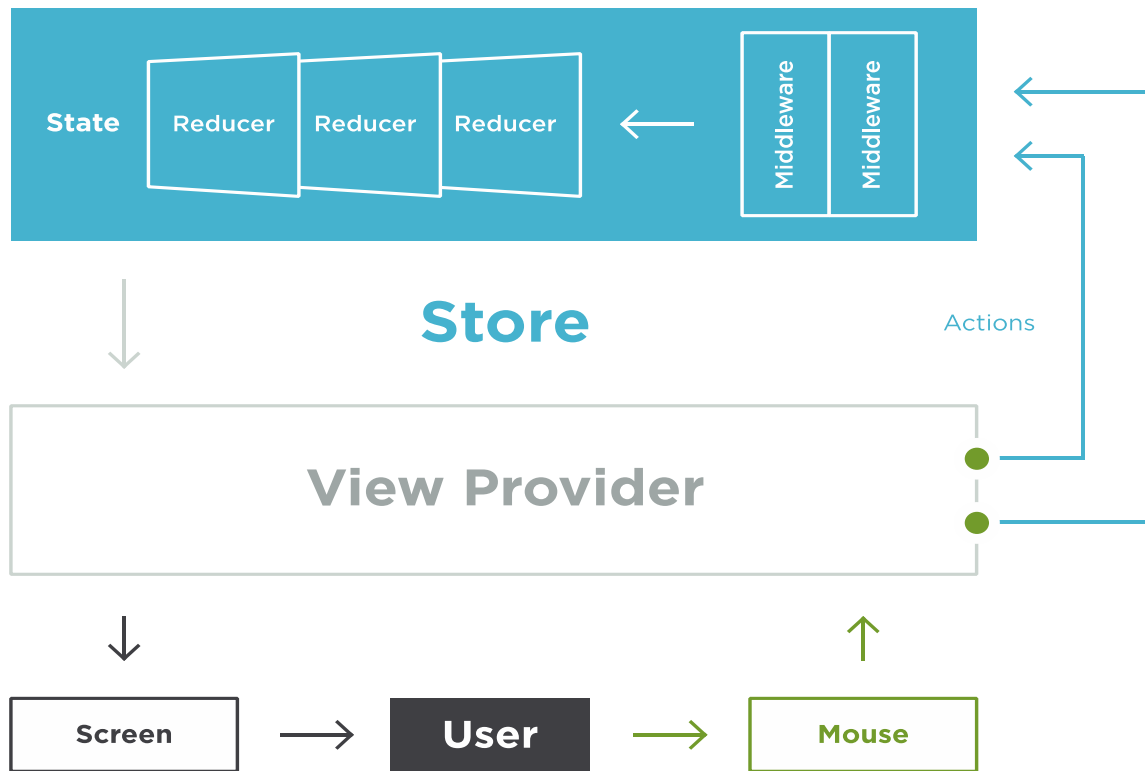 State
Reducer
Reducer
Reducer
Middleware
Middleware
Store
Actions
View Provider
Screen
User
Mouse